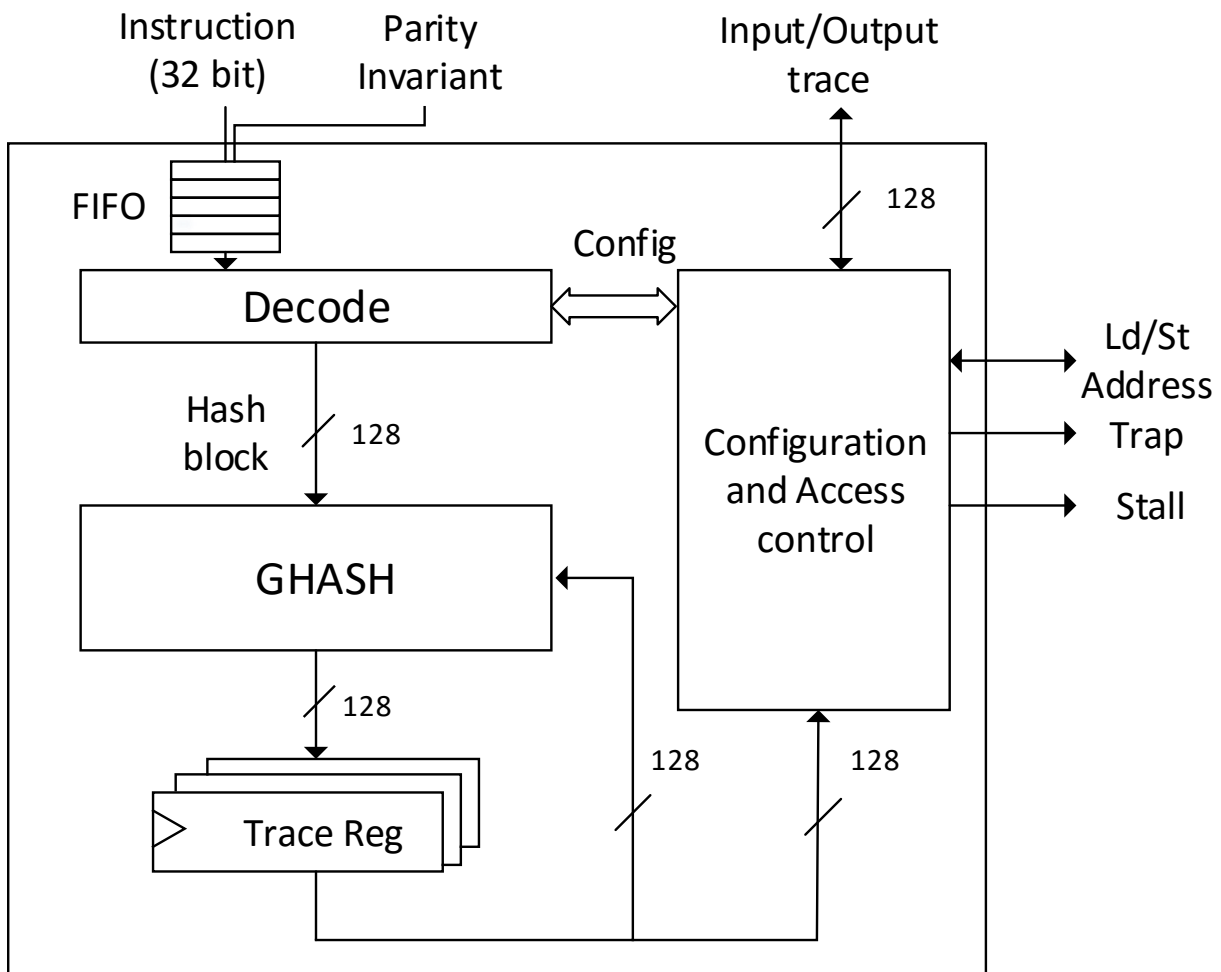 Instruction
(32 bit)
Parity
Invariant
Input/Output
trace
FIFO
128
Config
Decode
Ld/St
Address
Trap
Stall
Hash
block
128
Configuration
and Access
control
GHASH
128
128
128
Trace Reg